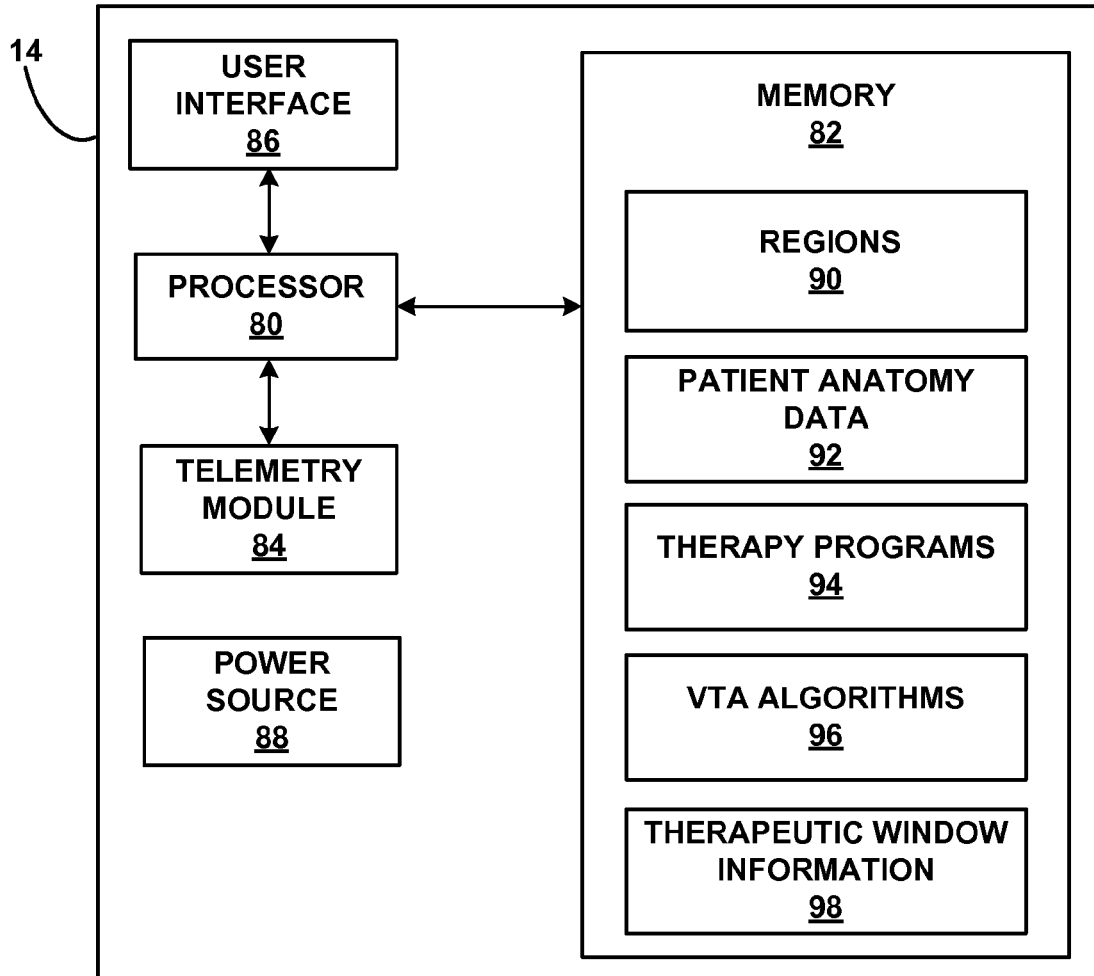 14
USER
INTERFACE
86
PROCESSOR
80
TELEMETRY
MODULE
84
POWER
SOURCE
88
MEMORY
82
REGIONS
90
PATIENT ANATOMY
DATA
92
THERAPY PROGRAMS
94
VTA ALGORITHMS
96
THERAPEUTIC WINDOW
INFORMATION
98